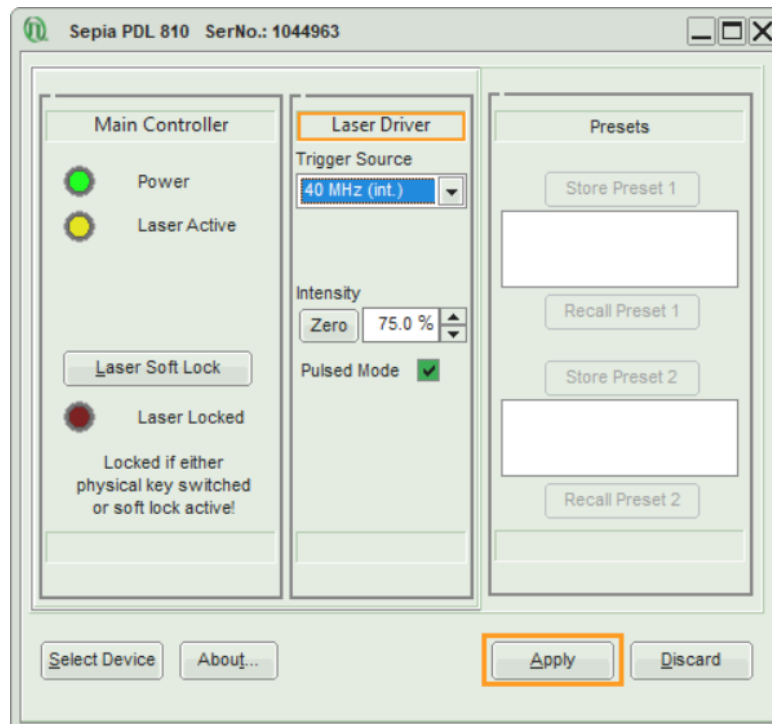 Sepia PDL 810 SerNo.: 1044963
Main Controller
Power
Laser Active
Laser Soft Lock
Laser Locked
Locked if either
physical key switched
or soft lock active!
Laser Driver
Trigger Source
40 MHz (int.)
Intensity
Zero 75.0 %
Pulsed Mode
Presets
Store Preset 1
Recall Preset 1
Store Preset 2
Recall Preset 2
Select Device About... Apply Discard